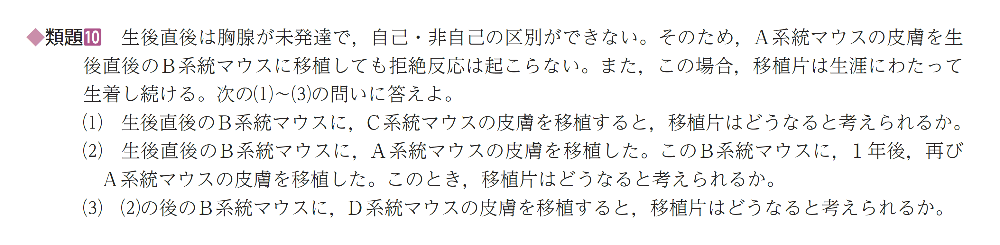 ◆類題10　生後直後は胸腺が未発達で，自己・非自己の区別ができない。そのため，A系統マウスの皮膚を生
後直後のB系統マウスに移植しても拒絶反応は起こらない。また，この場合，移植片は生涯にわたって
生着し続ける。次の(1)～(3)の問いに答えよ。
(1)　生後直後のB系統マウスに，C系統マウスの皮膚を移植すると，移植片はどうなると考えられるか。
(2)　生後直後のB系統マウスに，A系統マウスの皮膚を移植した。このB系統マウスに，1年後，再び
A系統マウスの皮膚を移植した。このとき，移植片はどうなると考えられるか。
(3)　(2)の後のB系統マウスに，D系統マウスの皮膚を移植すると，移植片はどうなると考えられるか。